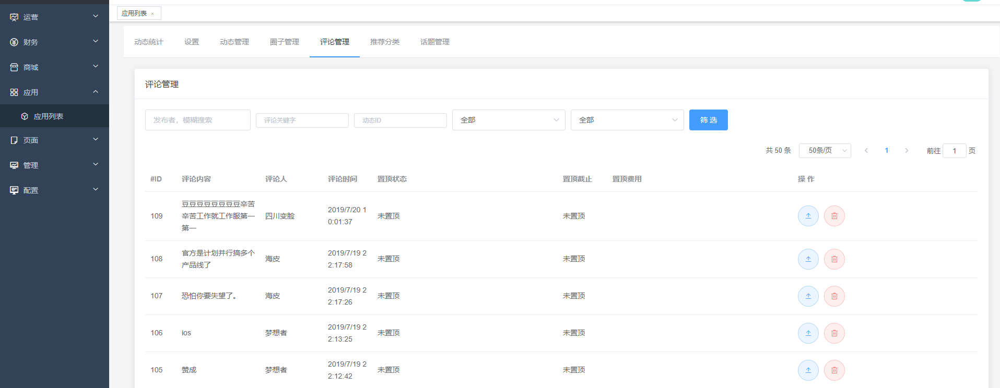 运营
财务
商城
应用
应用列表
页面
管理
配置
应用列表 ×
动态统计 设置 动态管理 圈子管理 评论管理 推荐分类 话题管理
评论管理
发布者，模糊搜索 评论关键字 动态ID 全部 全部 筛 选
共 50 条 50条/页 1 前往 1 页
#ID 评论内容 评论人 评论时间 置顶状态 置顶截止 置顶费用 操 作
豆豆豆豆豆豆豆豆辛苦
辛苦工作就工作服第一
第一
109 四川变脸 2019/7/20 1
0:01:37 未置顶 未置顶
官方是计划并行搞多个
产品线了
108 海皮 2019/7/19 2
2:17:58 未置顶 未置顶
107 恐怕你要失望了。 海皮 2019/7/19 2
2:17:26 未置顶 未置顶
106 ios 梦想者 2019/7/19 2
2:13:25 未置顶 未置顶
105 赞成 梦想者 2019/7/19 2
2:12:42 未置顶 未置顶